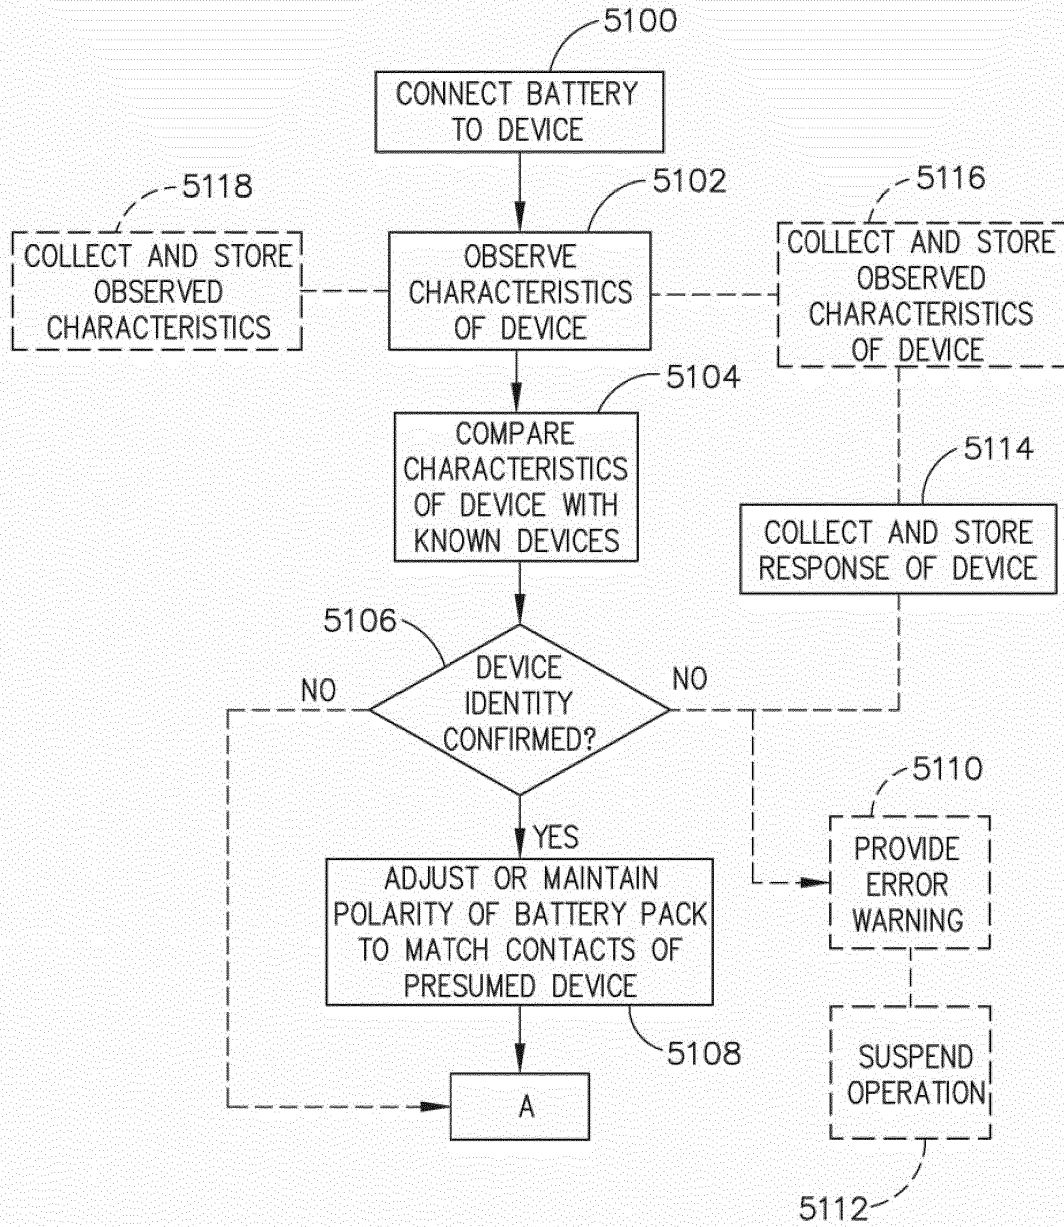 5100
CONNECT BATTERY
TO DEVICE
5118
5102
5116
COLLECT AND STORE
OBSERVED
CHARACTERISTICS
OBSERVE
CHARACTERISTICS
OF DEVICE
COLLECT AND STORE
OBSERVED
CHARACTERISTICS
OF DEVICE
5104
COMPARE
CHARACTERISTICS
OF DEVICE WITH
KNOWN DEVICES
5114
COLLECT AND STORE
RESPONSE OF DEVICE
5106
DEVICE
IDENTITY
CONFIRMED?
NO
NO
YES
5110
PROVIDE
ERROR
WARNING
ADJUST OR MAINTAIN
POLARITY OF BATTERY PACK
TO MATCH CONTACTS OF
PRESUMED DEVICE
5108
SUSPEND
OPERATION
A
5112